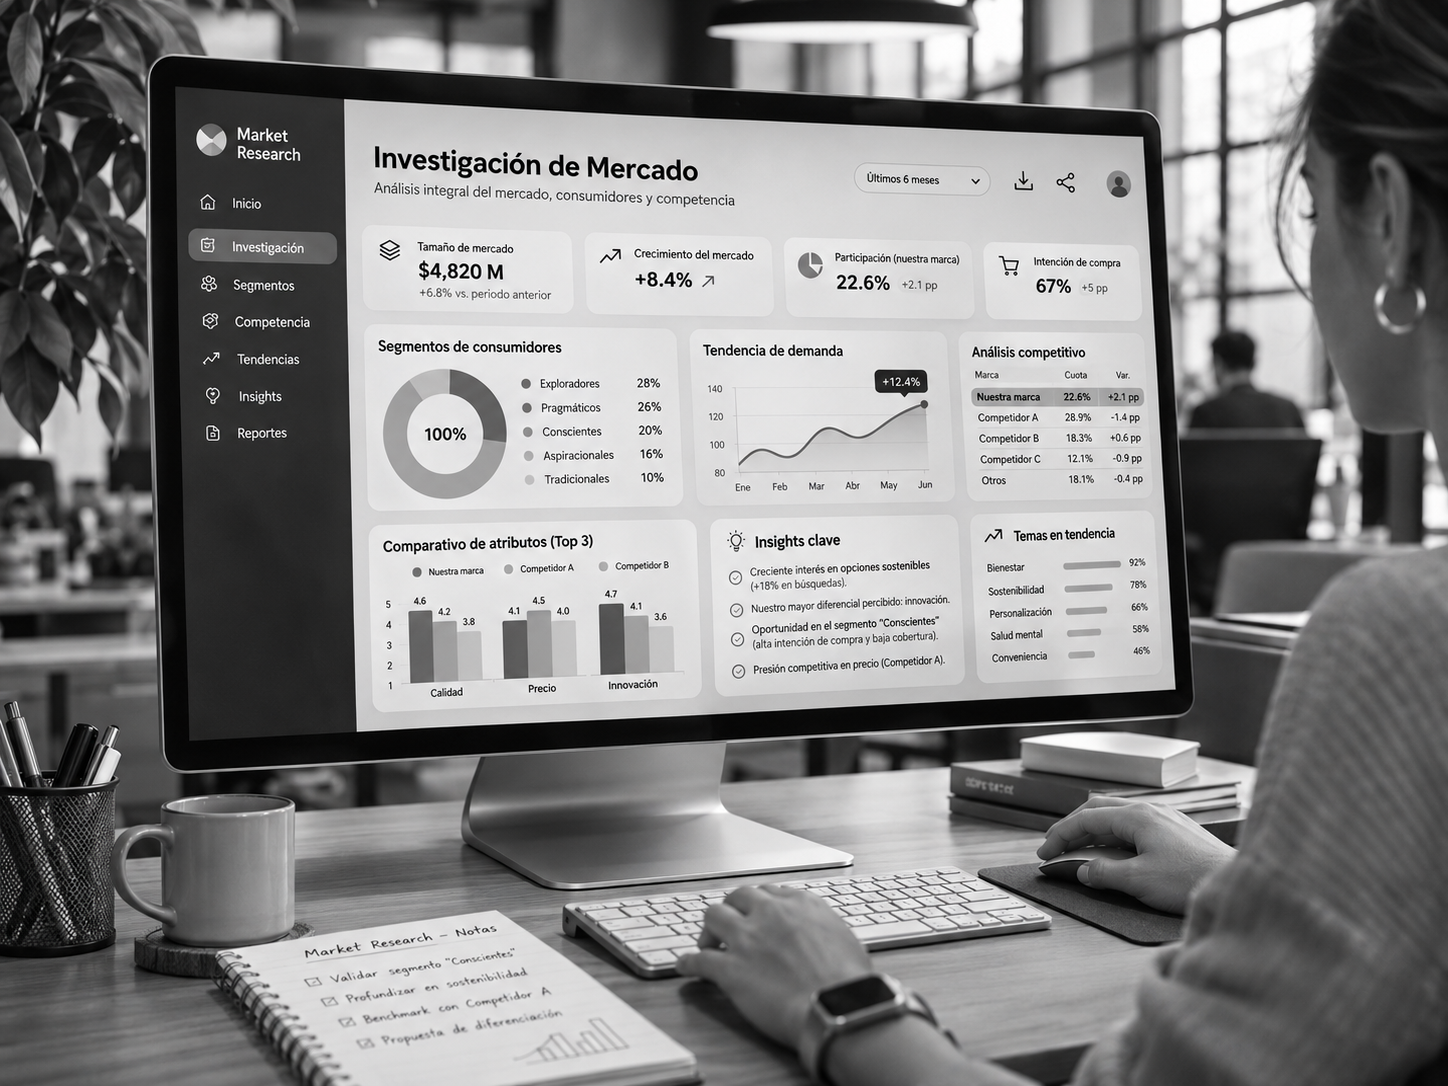 Market
Research
Inicio
Investigación
Segmentos
Competencia
Tendencias
Insights
Reportes
Investigación de Mercado
Análisis integral del mercado, consumidores y competencia
Últimos 6 meses
Tamaño de mercado
$4,820 M
+6.8% vs. periodo anterior
Crecimiento del mercado
+8.4%
Participación (nuestra marca)
22.6% +2.1 pp
Intención de compra
67% +5 pp
Segmentos de consumidores
100%
Exploradores 28%
Pragmáticos 26%
Conscientes 20%
Aspiracionales 16%
Tradicionales 10%
Tendencia de demanda
+12.4%
140
120
100
80
Ene Feb Mar Abr May Jun
Análisis competitivo
Marca Cuota Var.
Nuestra marca 22.6% +2.1 pp
Competidor A 28.9% -1.4 pp
Competidor B 18.3% +0.6 pp
Competidor C 12.1% -0.9 pp
Otros 18.1% -0.4 pp
Comparativo de atributos (Top 3)
Nuestra marca Competidor A Competidor B
5
4
3
2
1
4.6 4.2 3.8
4.1 4.5 4.0
4.7 4.1 3.6
Calidad Precio Innovación
Insights clave
Creciente interés en opciones sostenibles
(+18% en búsquedas).
Nuestro mayor diferencial percibido: innovación.
Oportunidad en el segmento "Conscientes"
(alta intención de compra y baja cobertura).
Presión competitiva en precio (Competidor A).
Temas en tendencia
Bienestar 92%
Sostenibilidad 78%
Personalización 66%
Salud mental 58%
Conveniencia 46%
Market Research – Notas
Validar segmento "Conscientes"
Profundizar en sostenibilidad
Benchmark con Competidor A
Propuesta de diferenciación